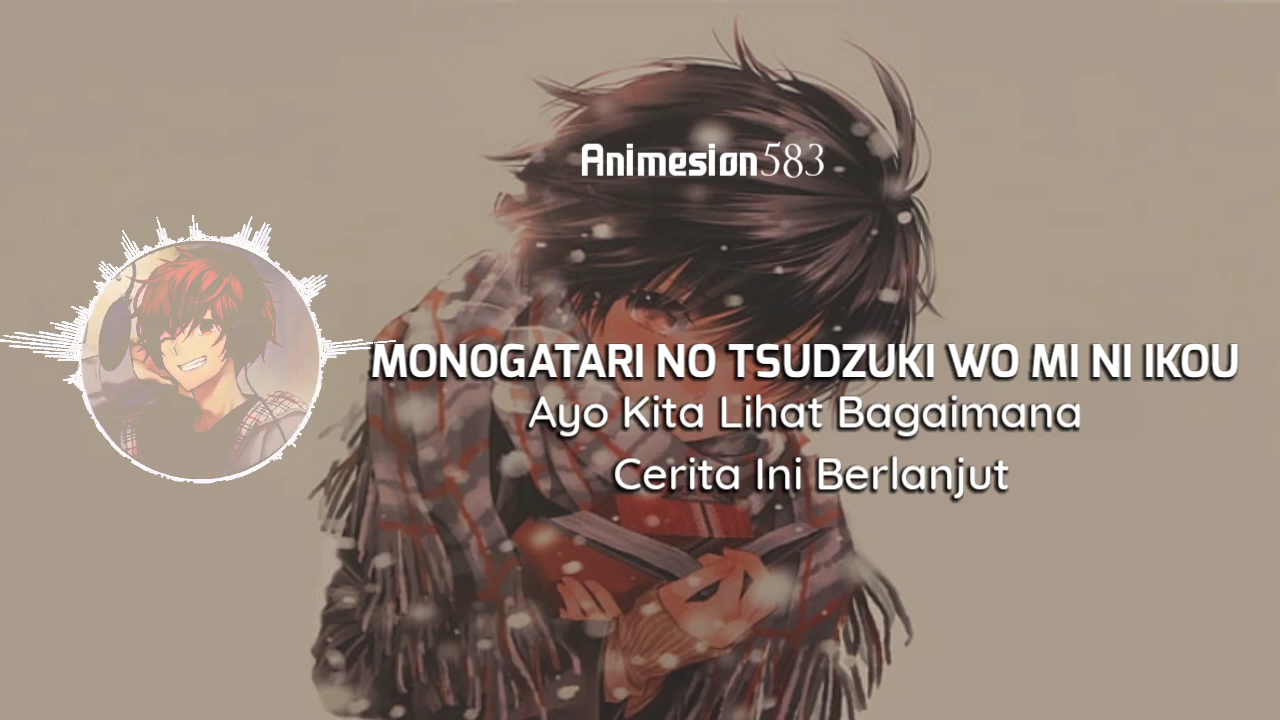 Animesion583
MONOGATARI NO TSUDZUKI WO MI NI IKOU
Ayo Kita Lihat Bagaimana
Cerita Ini Berlanjut